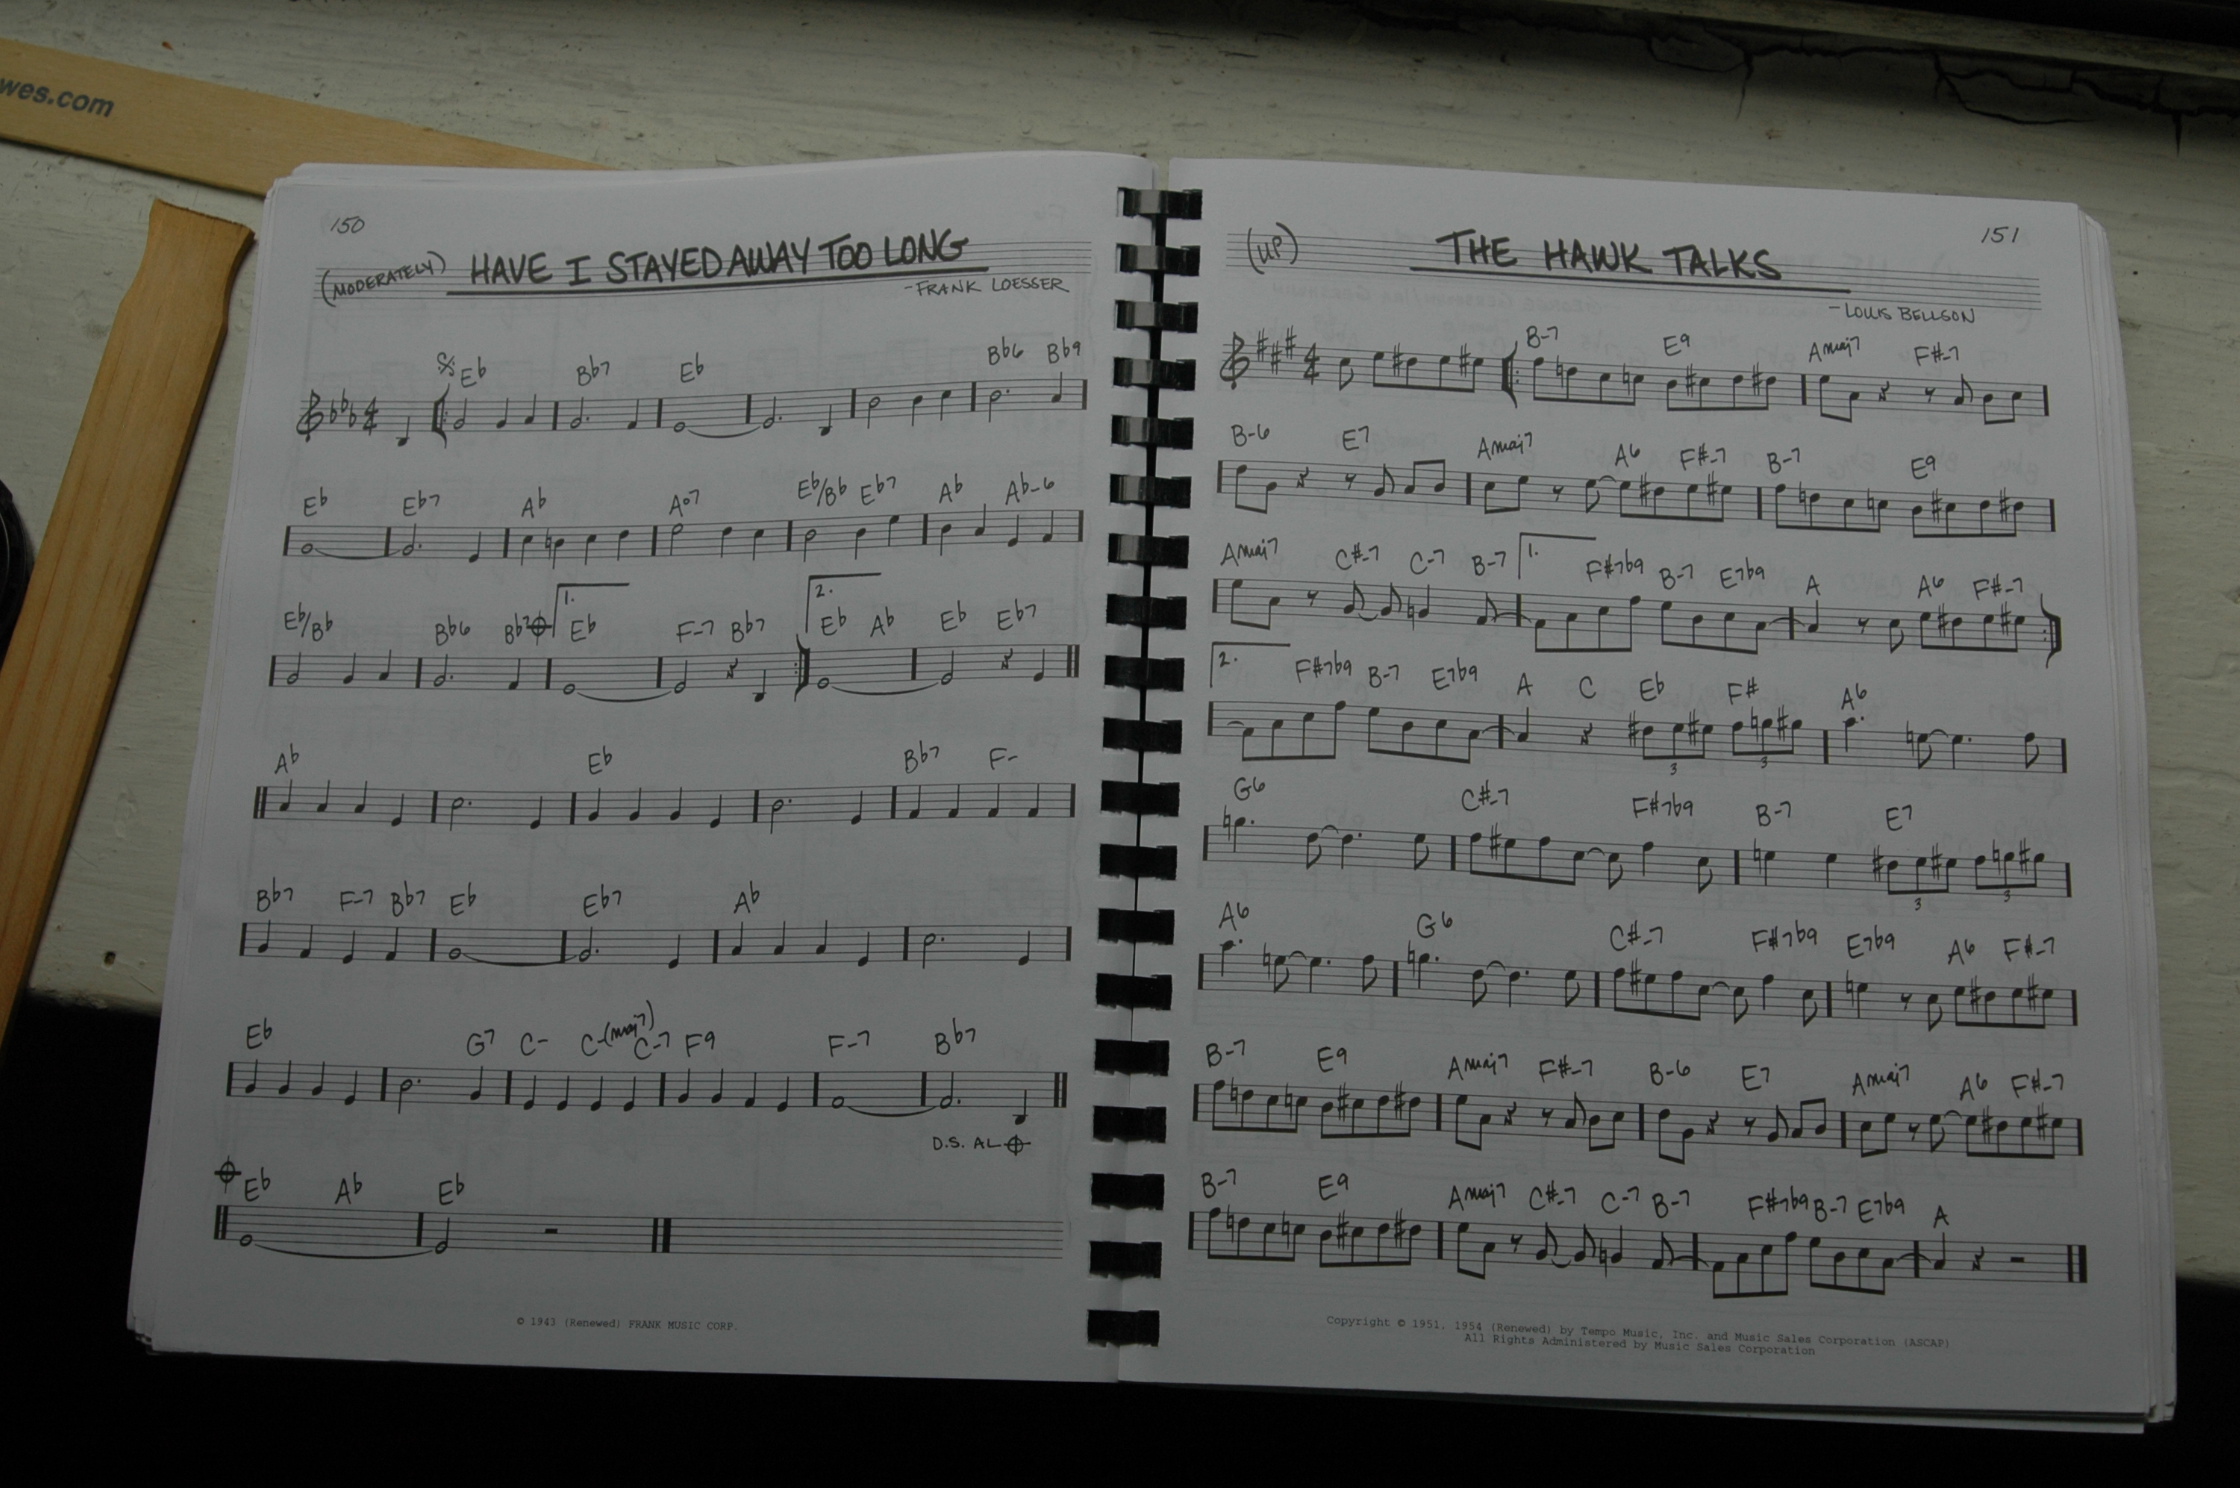 wes.com
150
(MODERATELY) HAVE I STAYED AWAY TOO LONG
-FRANK LOESSER
Eb Bb7 Eb Bb6 Bb9
Eb Eb7 Ab A°7 Eb/Bb Eb7 Ab Ab-6
Eb/Bb Bb6 Bb7 1. Eb F-7 Bb7 2. Eb Ab Eb Eb7
Ab Eb Bb7 F-
Bb7 F-7 Bb7 Eb Eb7 Ab
Eb G7 C- C-(maj7) C-7 F9 F-7 Bb7
D.S. AL
Eb Ab Eb
© 1943 (Renewed) FRANK MUSIC CORP.
151
(UP) THE HAWK TALKS
-LOUIS BELLSON
B-7 E9 Amaj7 F#-7
B-6 E7 Amaj7 A6 F#-7 B-7 E9
Amaj7 C#-7 C-7 B-7 1. F#7b9 B-7 E7b9 A A6 F#-7
2. F#7b9 B-7 E7b9 A C Eb F# A6
3 3
G6 C#-7 F#7b9 B-7 E7
3 3
A6 G6 C#-7 F#7b9 E7b9 A6 F#-7
B-7 E9 Amaj7 F#-7 B-6 E7 Amaj7 A6 F#-7
B-7 E9 Amaj7 C#-7 C-7 B-7 F#7b9 B-7 E7b9 A
Copyright © 1951, 1954 (Renewed) by Tempo Music, Inc. and Music Sales Corporation (ASCAP)
All Rights Administered by Music Sales Corporation